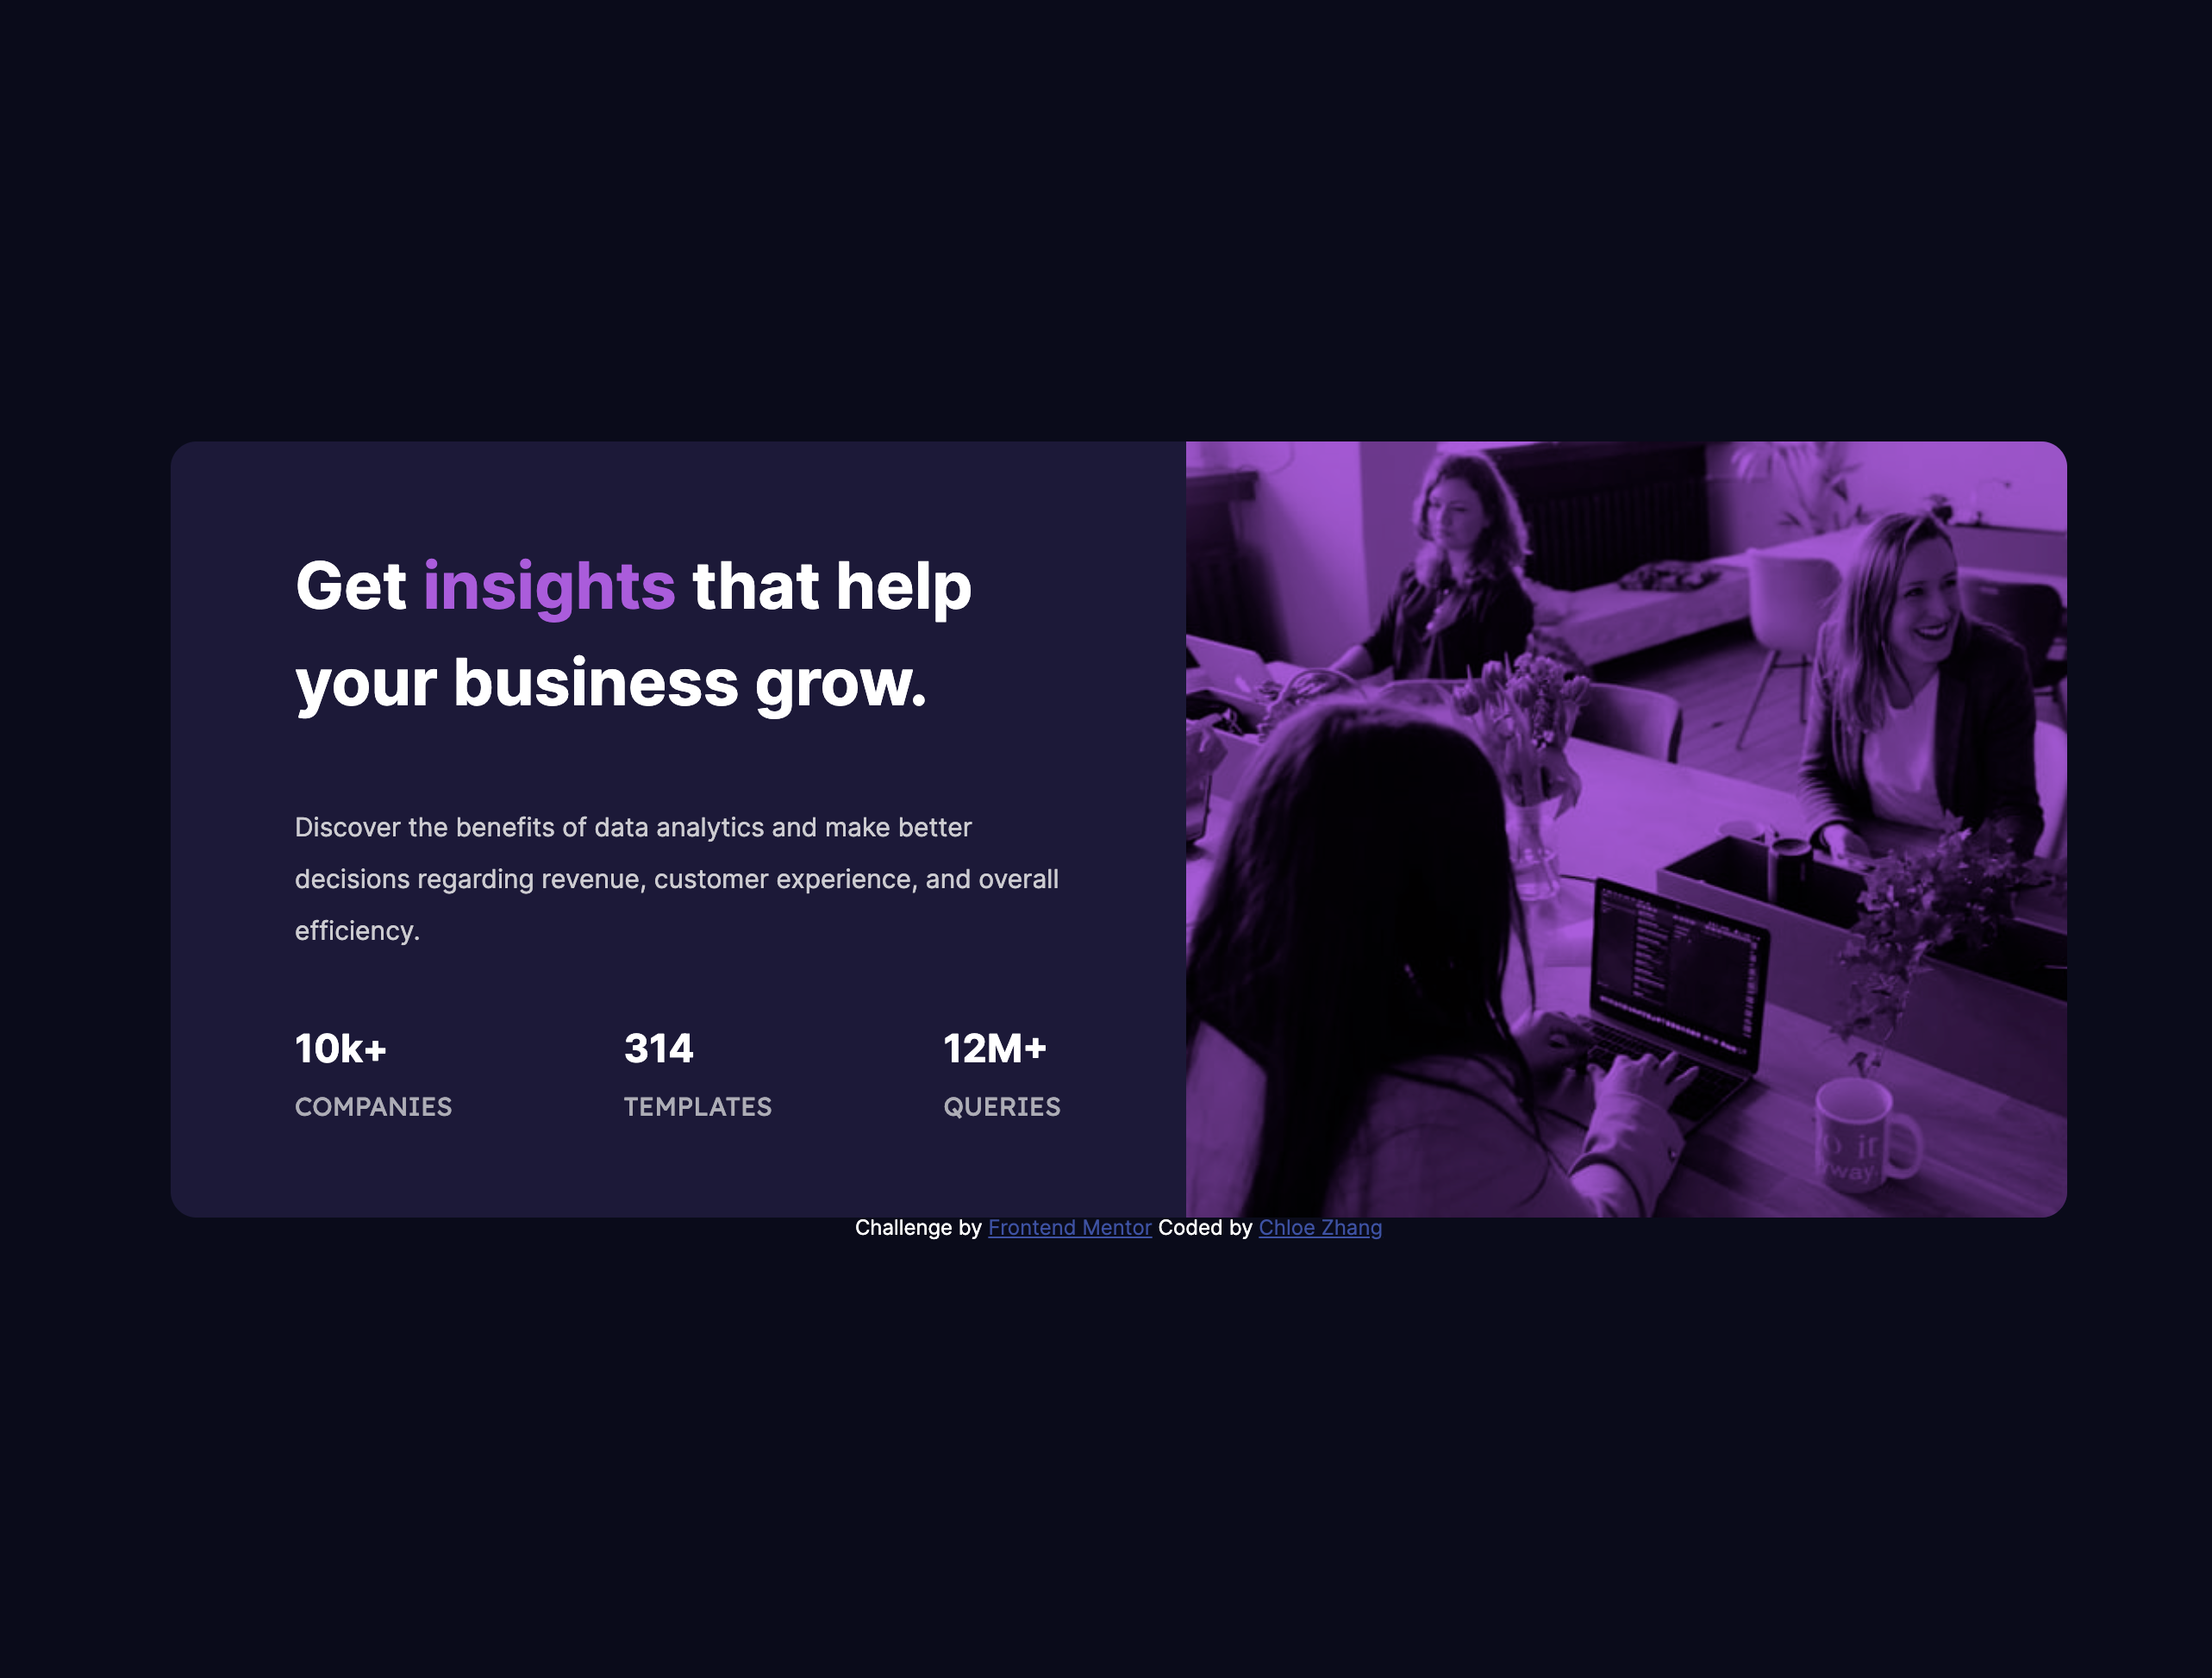 Get insights that help
your business grow.
Discover the benefits of data analytics and make better
decisions regarding revenue, customer experience, and overall
efficiency.
10k+ 314 12M+
COMPANIES TEMPLATES QUERIES
it
way
Challenge by Frontend Mentor Coded by Chloe Zhang